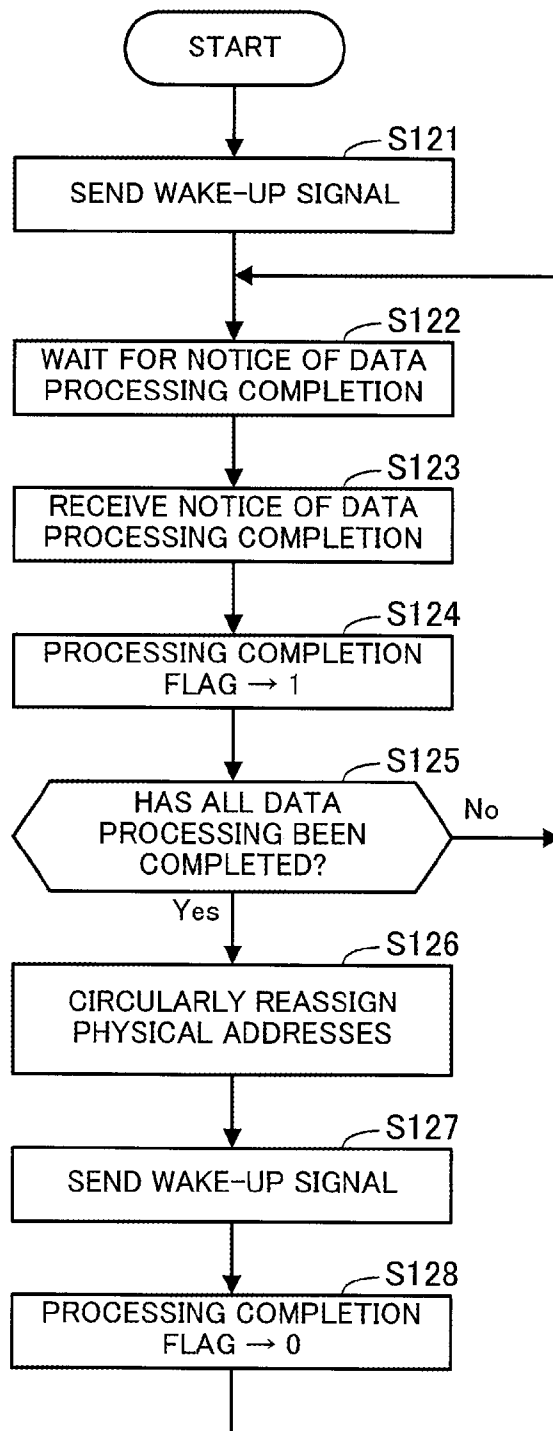 START
S121
SEND WAKE-UP SIGNAL
S122
WAIT FOR NOTICE OF DATA
PROCESSING COMPLETION
S123
RECEIVE NOTICE OF DATA
PROCESSING COMPLETION
S124
PROCESSING COMPLETION
FLAG → 1
S125
HAS ALL DATA
PROCESSING BEEN
COMPLETED?
No
Yes
S126
CIRCULARLY REASSIGN
PHYSICAL ADDRESSES
S127
SEND WAKE-UP SIGNAL
S128
PROCESSING COMPLETION
FLAG → 0